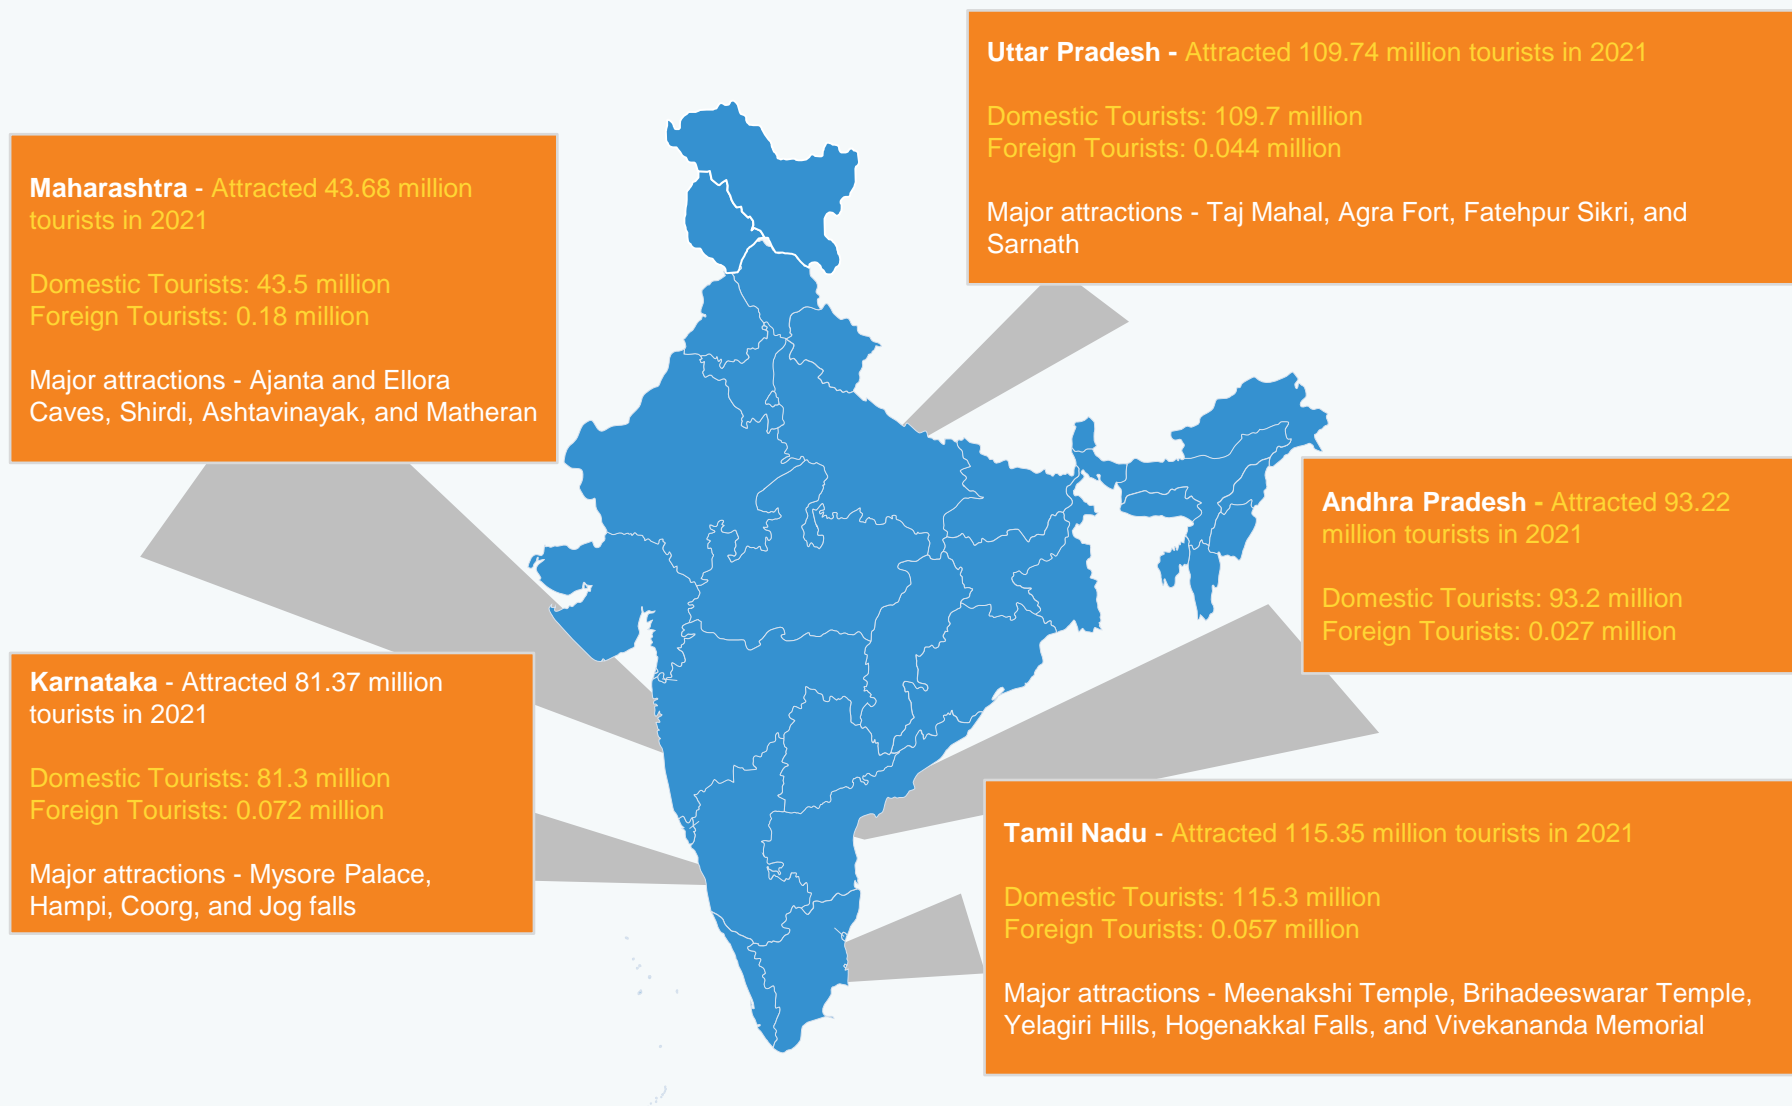 Uttar Pradesh - Attracted 109.74 million tourists in 2021
Domestic Tourists: 109.7 million
Foreign Tourists: 0.044 million
Major attractions - Taj Mahal, Agra Fort, Fatehpur Sikri, and
Sarnath
Maharashtra - Attracted 43.68 million
tourists in 2021
Domestic Tourists: 43.5 million
Foreign Tourists: 0.18 million
Major attractions - Ajanta and Ellora
Caves, Shirdi, Ashtavinayak, and Matheran
Andhra Pradesh - Attracted 93.22
million tourists in 2021
Domestic Tourists: 93.2 million
Foreign Tourists: 0.027 million
Karnataka - Attracted 81.37 million
tourists in 2021
Domestic Tourists: 81.3 million
Foreign Tourists: 0.072 million
Major attractions - Mysore Palace,
Hampi, Coorg, and Jog falls
Tamil Nadu - Attracted 115.35 million tourists in 2021
Domestic Tourists: 115.3 million
Foreign Tourists: 0.057 million
Major attractions - Meenakshi Temple, Brihadeeswarar Temple,
Yelagiri Hills, Hogenakkal Falls, and Vivekananda Memorial